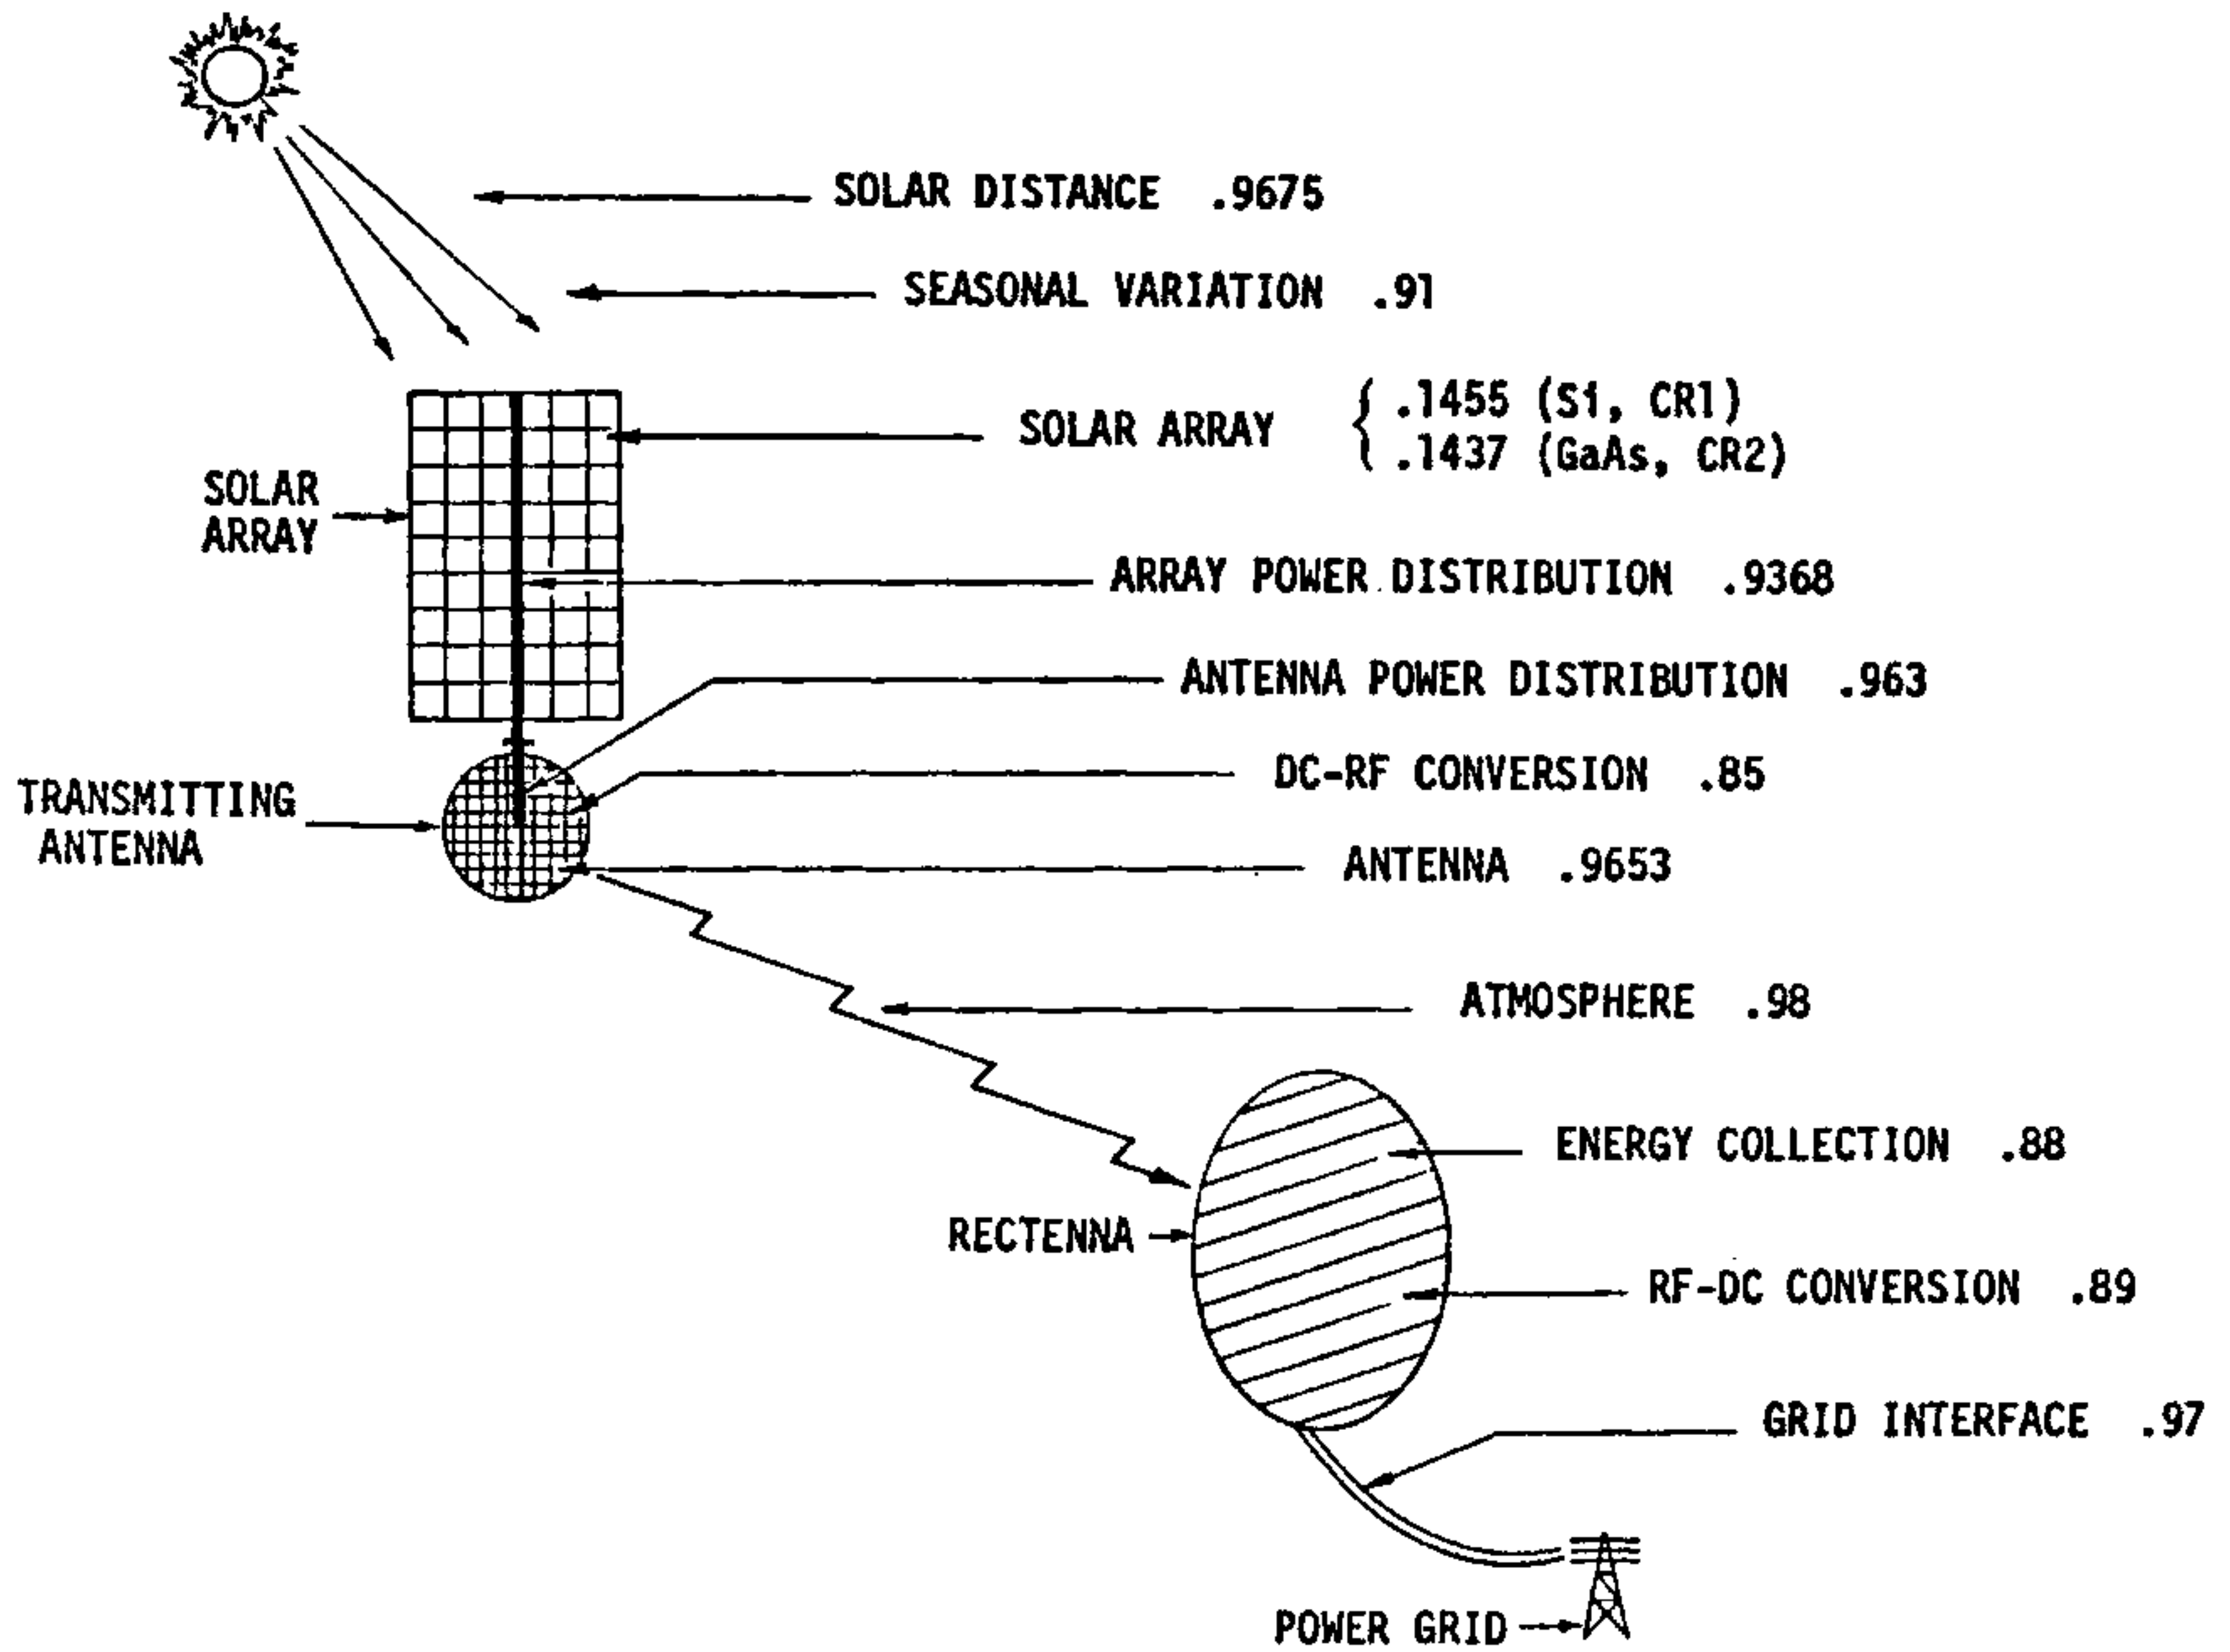 SOLAR DISTANCE .9675
SEASONAL VARIATION .91
SOLAR ARRAY { .1455 (Si, CR1)
{ .1437 (GaAs, CR2)
SOLAR
ARRAY
ARRAY POWER DISTRIBUTION .9368
ANTENNA POWER DISTRIBUTION .963
DC-RF CONVERSION .85
TRANSMITTING
ANTENNA
ANTENNA .9653
ATMOSPHERE .98
ENERGY COLLECTION .88
RECTENNA
RF-DC CONVERSION .89
GRID INTERFACE .97
POWER GRID